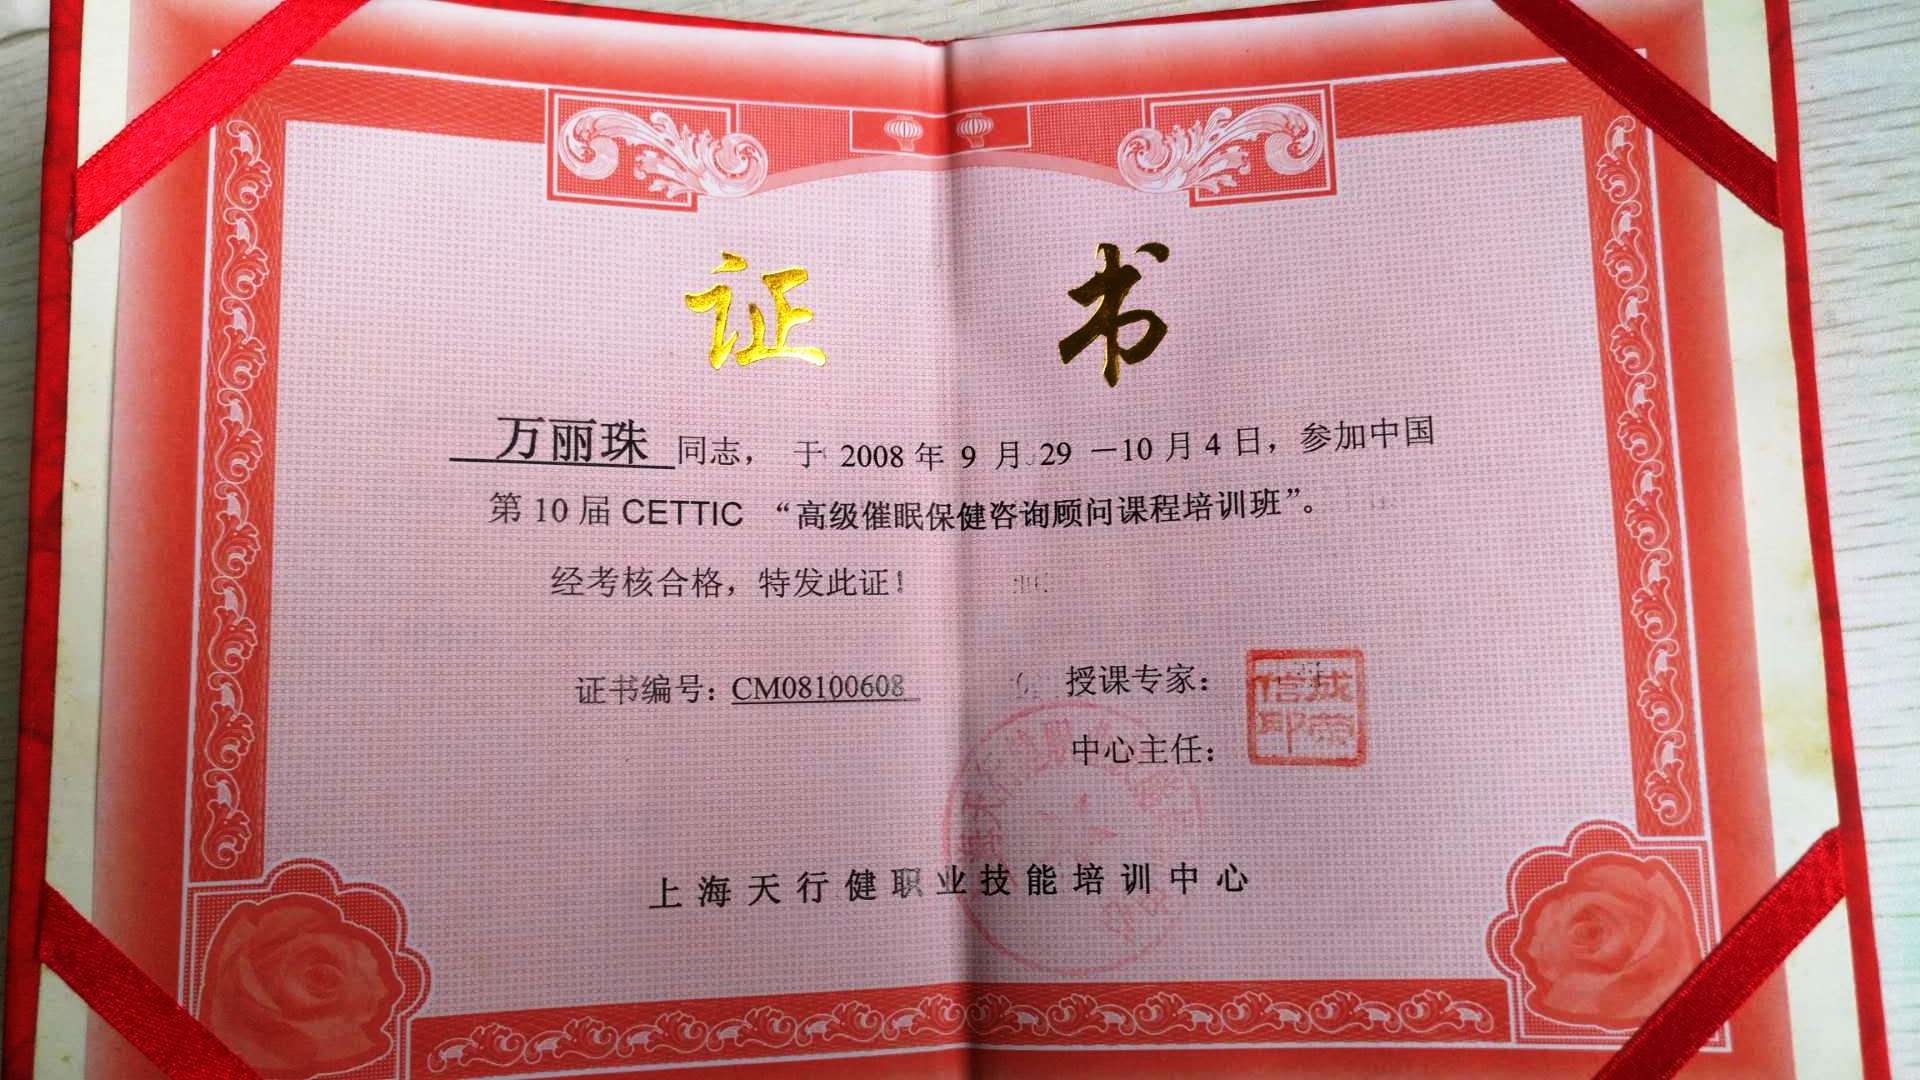 证书
万丽珠 同志， 于 2008 年 9 月 29 －10 月 4 日，参加中国
第 10 届 CETTIC “高级催眠保健咨询顾问课程培训班”。
经考核合格，特发此证！
证书编号：CM08100608
授课专家：
中心主任：
上海天行健职业技能培训中心